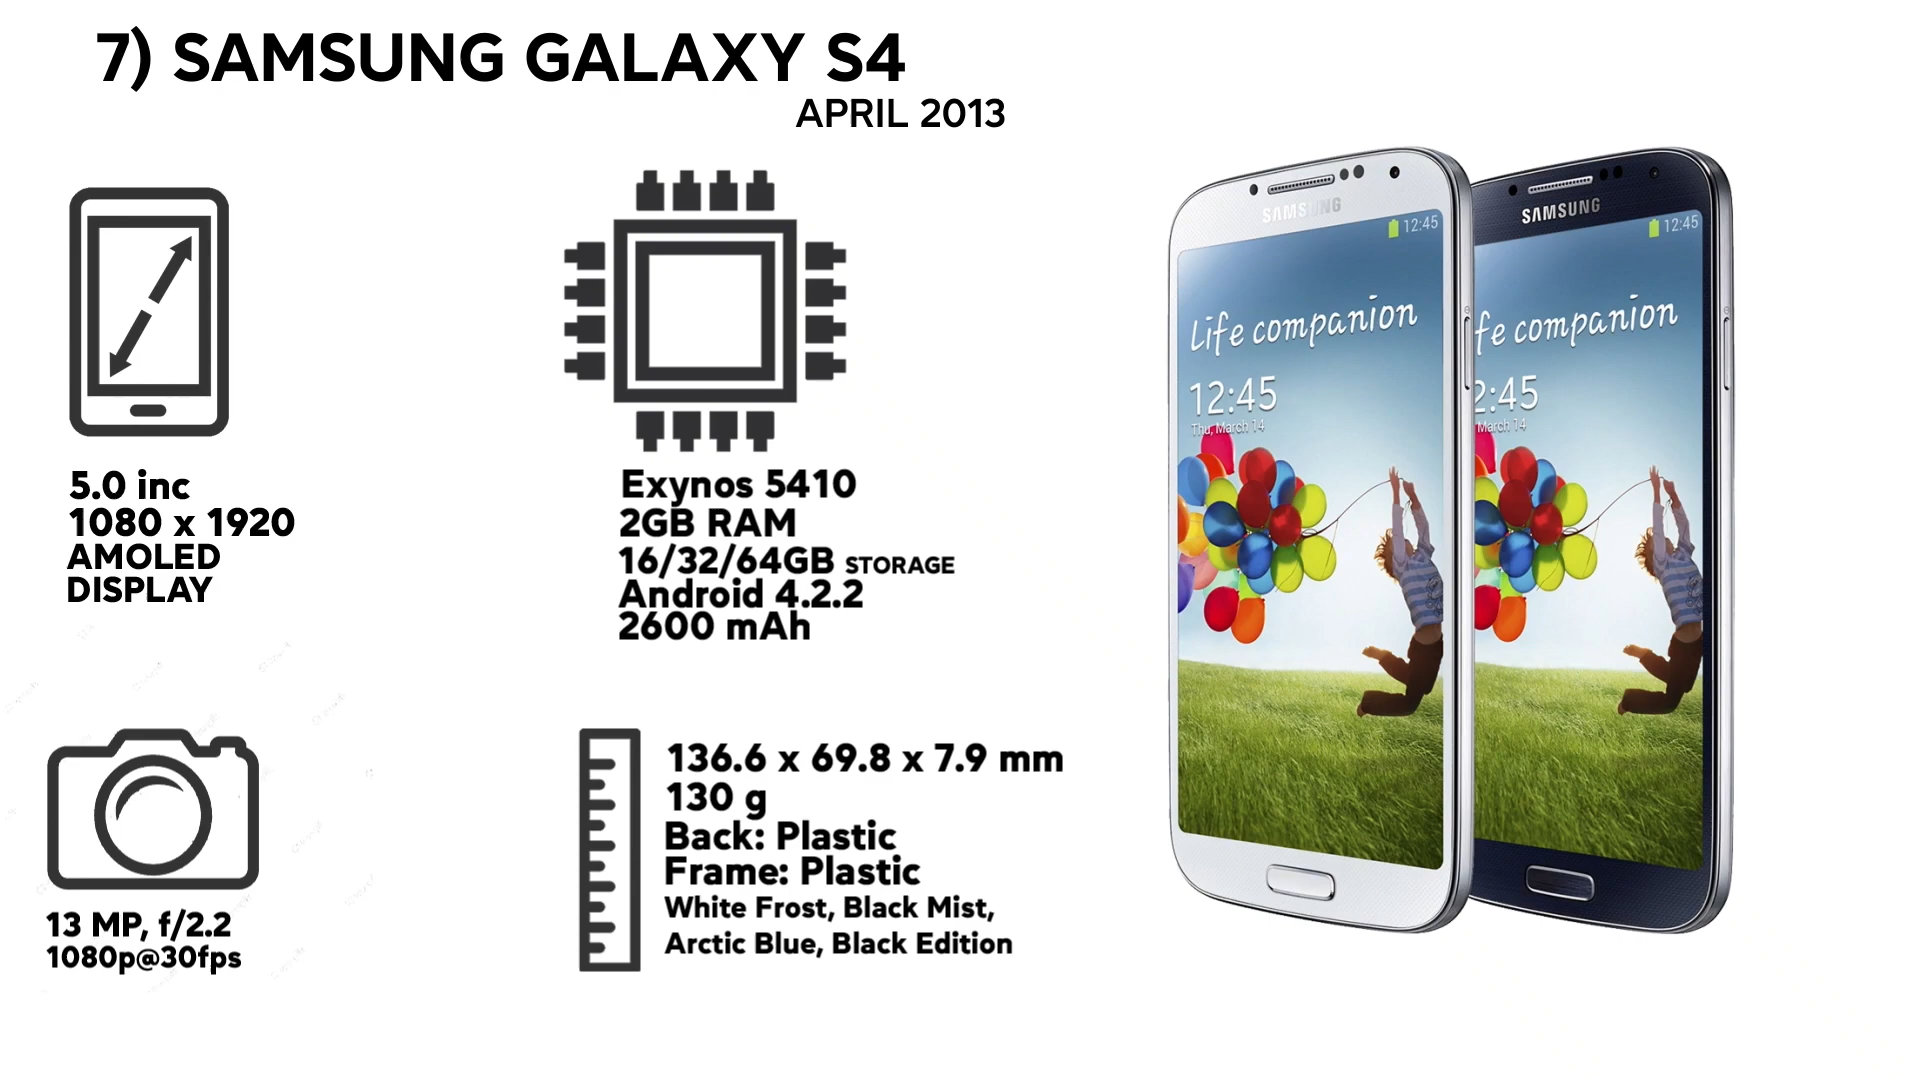 7) SAMSUNG GALAXY S4
APRIL 2013
5.0 inc
1080 x 1920
AMOLED
DISPLAY
Exynos 5410
2GB RAM
16/32/64GB STORAGE
Android 4.2.2
2600 mAh
13 MP, f/2.2
1080p@30fps
136.6 x 69.8 x 7.9 mm
130 g
Back: Plastic
Frame: Plastic
White Frost, Black Mist,
Arctic Blue, Black Edition
SAMSUNG
12:45
Life companion
12:45
Thu, March 14
SAMSUNG
12:45
fe companion
2:45
March 14